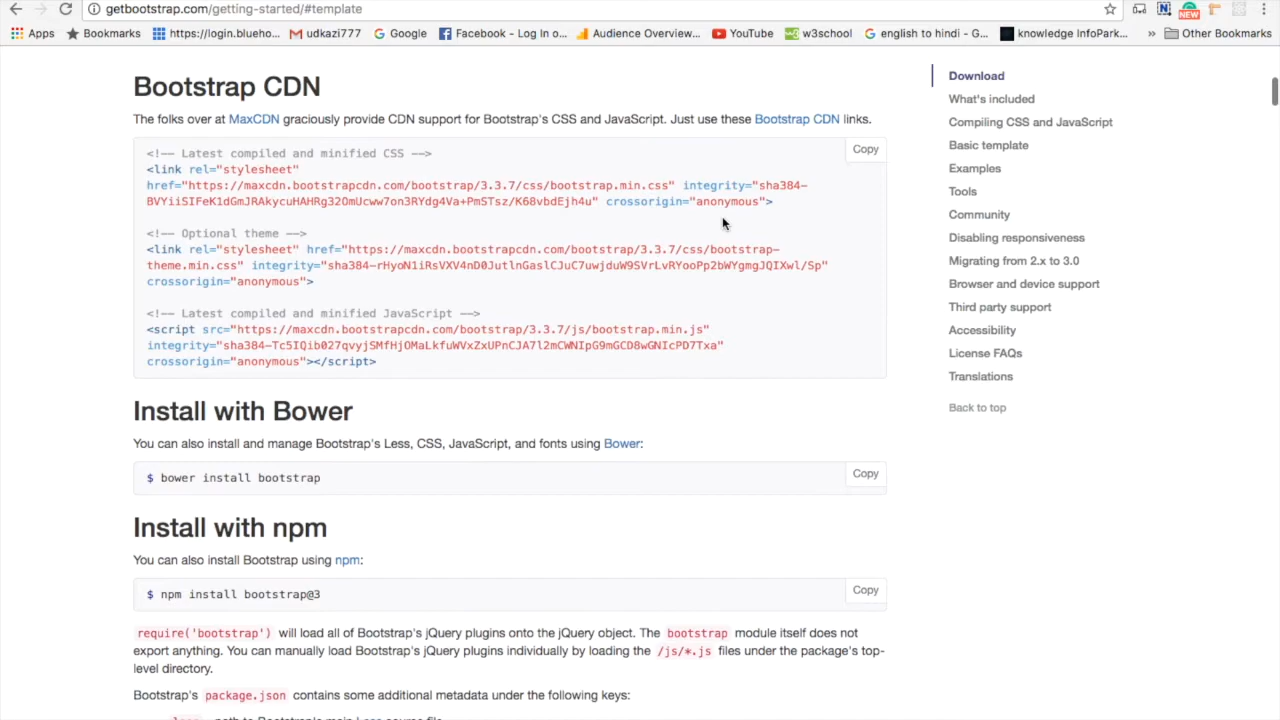 getbootstrap.com/getting-started/#template
NEW
Apps Bookmarks https://login.blueho... udkazi777 Google Facebook - Log In o... Audience Overview... YouTube w3school english to hindi - G... knowledge InfoPark... » Other Bookmarks
Bootstrap CDN
The folks over at MaxCDN graciously provide CDN support for Bootstrap's CSS and JavaScript. Just use these Bootstrap CDN links.
Copy
<!-- Latest compiled and minified CSS -->
<link rel="stylesheet"
href="https://maxcdn.bootstrapcdn.com/bootstrap/3.3.7/css/bootstrap.min.css" integrity="sha384-
BVYiiSIFeK1dGmJRAkycuHAHRg32OmUcww7on3RYdg4Va+PmSTsz/K68vbdEjh4u" crossorigin="anonymous">
<!-- Optional theme -->
<link rel="stylesheet" href="https://maxcdn.bootstrapcdn.com/bootstrap/3.3.7/css/bootstrap-
theme.min.css" integrity="sha384-rHyoN1iRsVXV4nD0JutlnGaslCJuC7uwjduW9SVrLvRYooPp2bWYgmgJQIXwl/Sp"
crossorigin="anonymous">
<!-- Latest compiled and minified JavaScript -->
<script src="https://maxcdn.bootstrapcdn.com/bootstrap/3.3.7/js/bootstrap.min.js"
integrity="sha384-Tc5IQib027qvyjSMfHjOMaLkfuWVxZxUPnCJA7l2mCWNIpG9mGCD8wGNIcPD7Txa"
crossorigin="anonymous"></script>
Install with Bower
You can also install and manage Bootstrap's Less, CSS, JavaScript, and fonts using Bower:
$ bower install bootstrap
Copy
Install with npm
You can also install Bootstrap using npm:
$ npm install bootstrap@3
Copy
require('bootstrap') will load all of Bootstrap's jQuery plugins onto the jQuery object. The bootstrap module itself does not
export anything. You can manually load Bootstrap's jQuery plugins individually by loading the /js/*.js files under the package's top-
level directory.
Bootstrap's package.json contains some additional metadata under the following keys:
Download
What's included
Compiling CSS and JavaScript
Basic template
Examples
Tools
Community
Disabling responsiveness
Migrating from 2.x to 3.0
Browser and device support
Third party support
Accessibility
License FAQs
Translations
Back to top